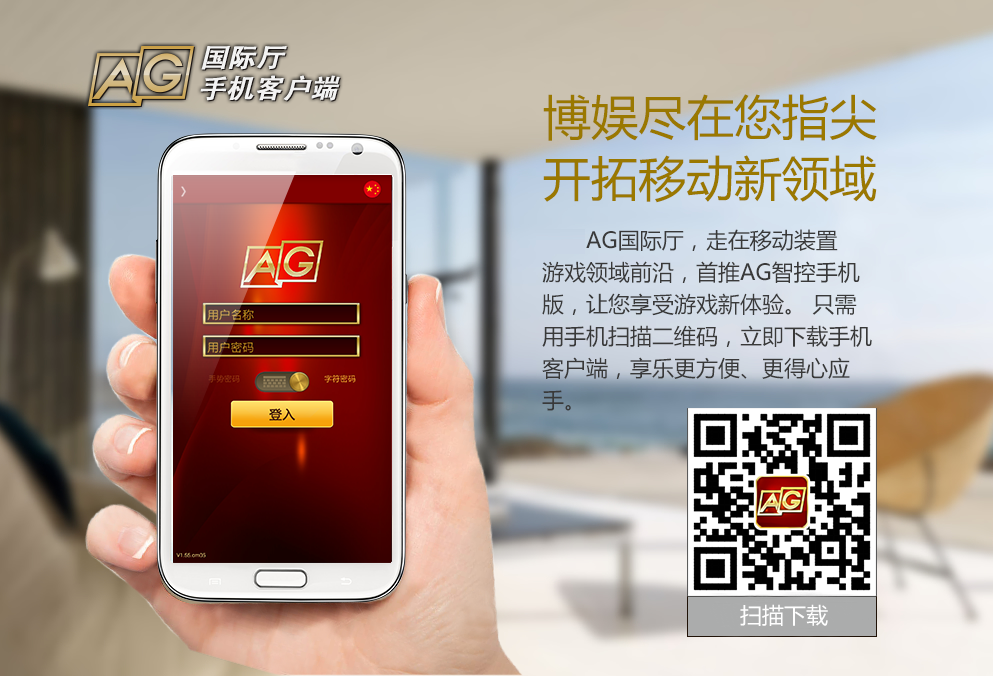 AG 国际厅
手机客户端
博娱尽在您指尖
开拓移动新领域
AG国际厅，走在移动装置
游戏领域前沿，首推AG智控手机
版，让您享受游戏新体验。 只需
用手机扫描二维码，立即下载手机
客户端，享乐更方便、更得心应
手。
AG
用户名称
用户密码
手势密码 字符密码
登入
AG
扫描下载